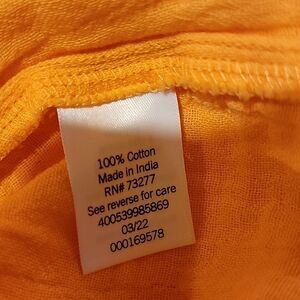 100% Cotton
Made in India
RN# 73277
See reverse for care
400539985869
03/22
000169578